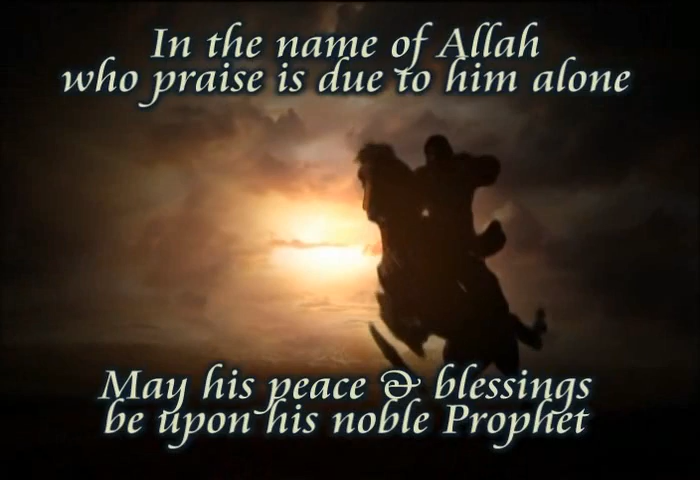 In the name of Allah
who praise is due to him alone
May his peace & blessings
be upon his noble Prophet